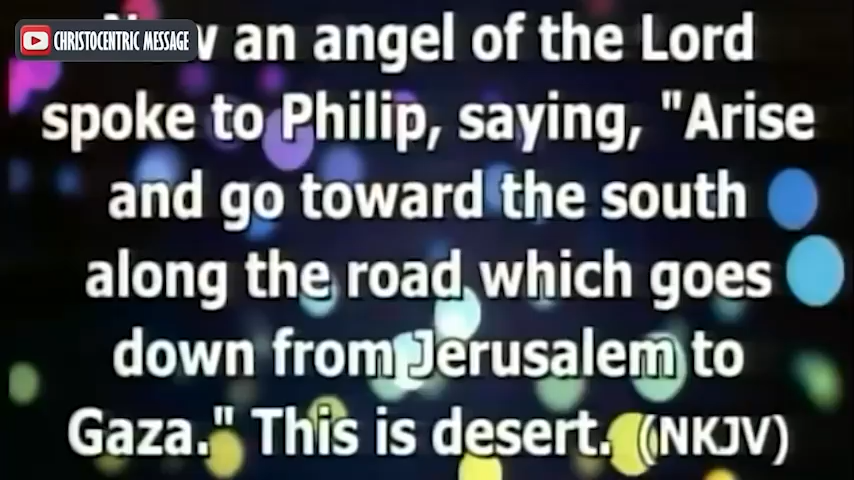 CHRISTOCENTRIC MESSAGE
Now an angel of the Lord
spoke to Philip, saying, "Arise
and go toward the south
along the road which goes
down from Jerusalem to
Gaza." This is desert. (NKJV)